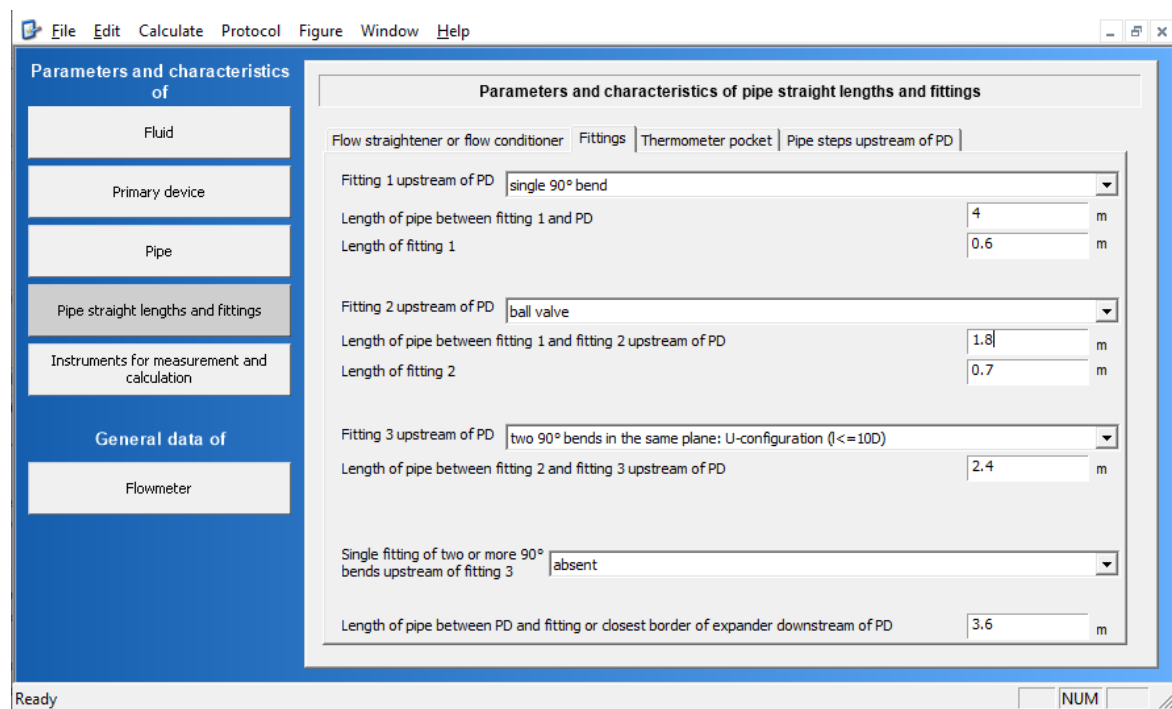 File Edit Calculate Protocol Figure Window Help
Parameters and characteristics
of
Fluid
Primary device
Pipe
Pipe straight lengths and fittings
Instruments for measurement and
calculation
General data of
Flowmeter
Parameters and characteristics of pipe straight lengths and fittings
Flow straightener or flow conditioner Fittings Thermometer pocket Pipe steps upstream of PD
Fitting 1 upstream of PD single 90° bend
Length of pipe between fitting 1 and PD 4 m
Length of fitting 1 0.6 m
Fitting 2 upstream of PD ball valve
Length of pipe between fitting 1 and fitting 2 upstream of PD 1.8 m
Length of fitting 2 0.7 m
Fitting 3 upstream of PD two 90° bends in the same plane: U-configuration (l<=10D)
Length of pipe between fitting 2 and fitting 3 upstream of PD 2.4 m
Single fitting of two or more 90°
bends upstream of fitting 3 absent
Length of pipe between PD and fitting or closest border of expander downstream of PD 3.6 m
Ready NUM